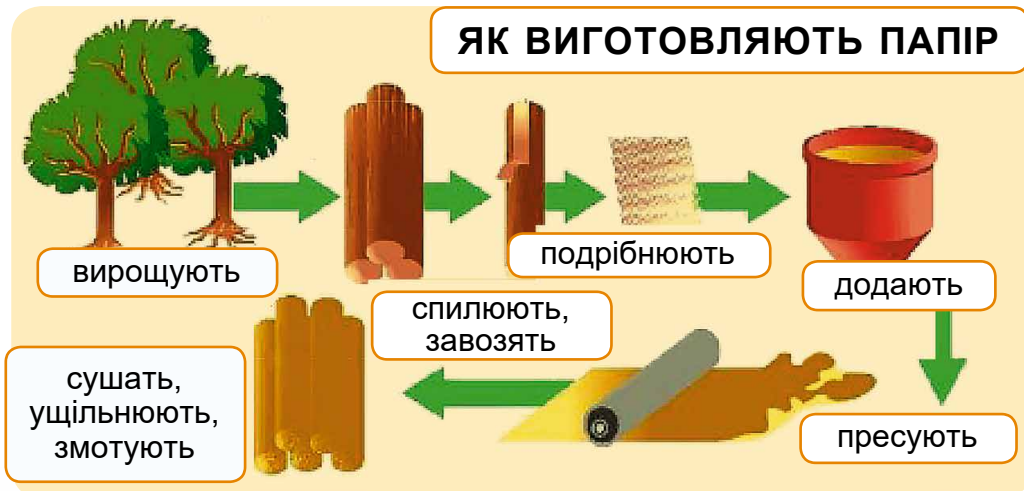 ЯК ВИГОТОВЛЯЮТЬ ПАПІР
вирощують
подрібнюють
додають
спилюють,
завозять
сушать,
ущільнюють,
змотують
пресують